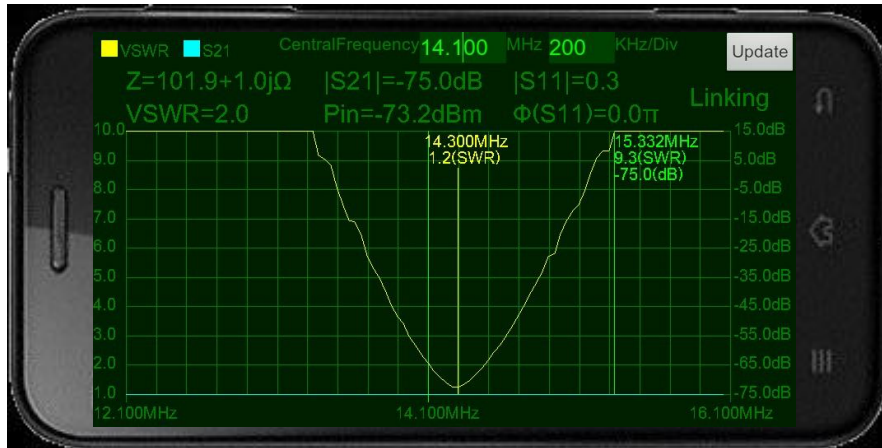 VSWR S21 CentralFrequency 14.100 MHz 200 KHz/Div Update
Z=101.9+1.0jΩ |S21|=-75.0dB |S11|=0.3
VSWR=2.0 Pin=-73.2dBm Φ(S11)=0.0π Linking
10.0 15.0dB
14.300MHz 15.332MHz
1.2(SWR) 9.3(SWR)
-75.0(dB)
9.0 5.0dB
8.0 -5.0dB
7.0 -15.0dB
6.0 -25.0dB
5.0 -35.0dB
4.0 -45.0dB
3.0 -55.0dB
2.0 -65.0dB
1.0 -75.0dB
12.100MHz 14.100MHz 16.100MHz